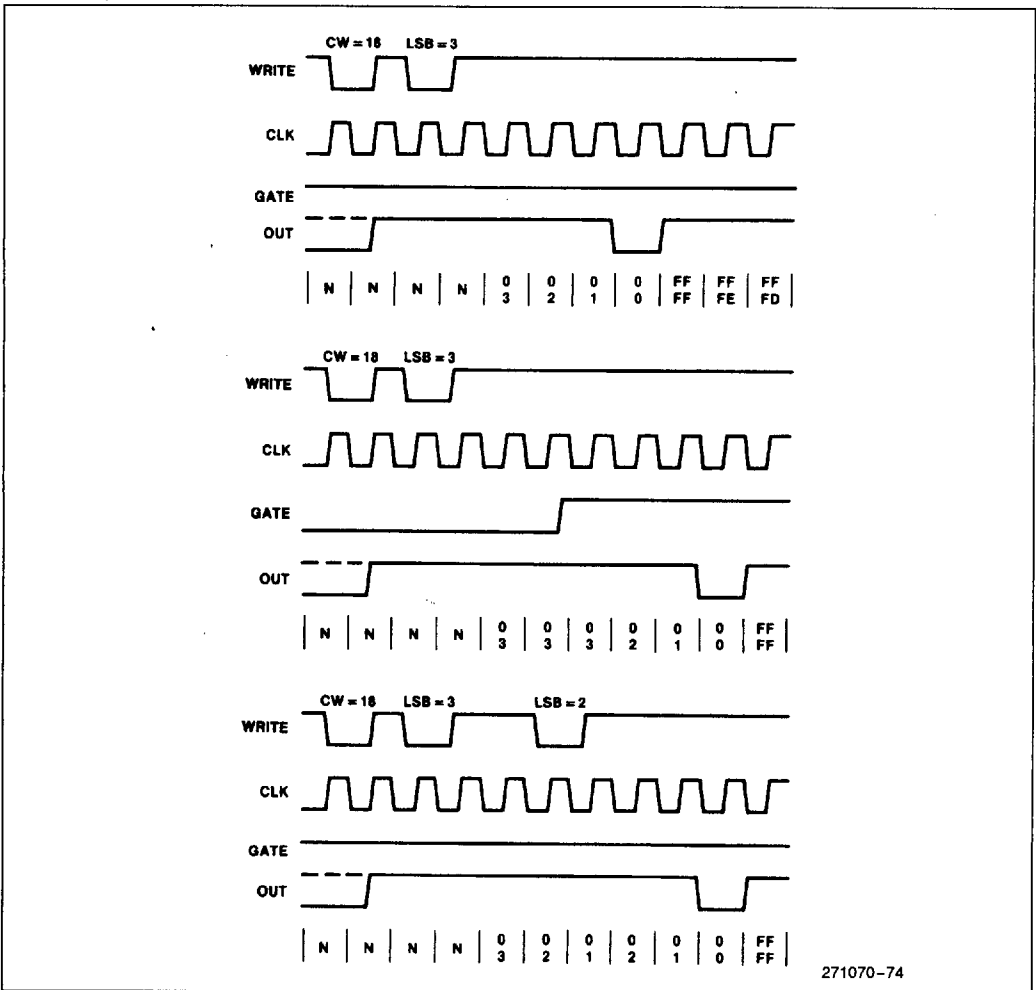 CW = 18 LSB = 3
WRITE
CLK
GATE
OUT
N N N N 0 0 0 0 FF FF FF
3 2 1 0 FF FE FD
CW = 18 LSB = 3
WRITE
CLK
GATE
OUT
N N N N 0 0 0 0 0 0 FF
3 3 3 2 1 0 FF
CW = 18 LSB = 3 LSB = 2
WRITE
CLK
GATE
OUT
N N N N 0 0 0 0 0 0 FF
3 2 1 2 1 0 FF
271070-74